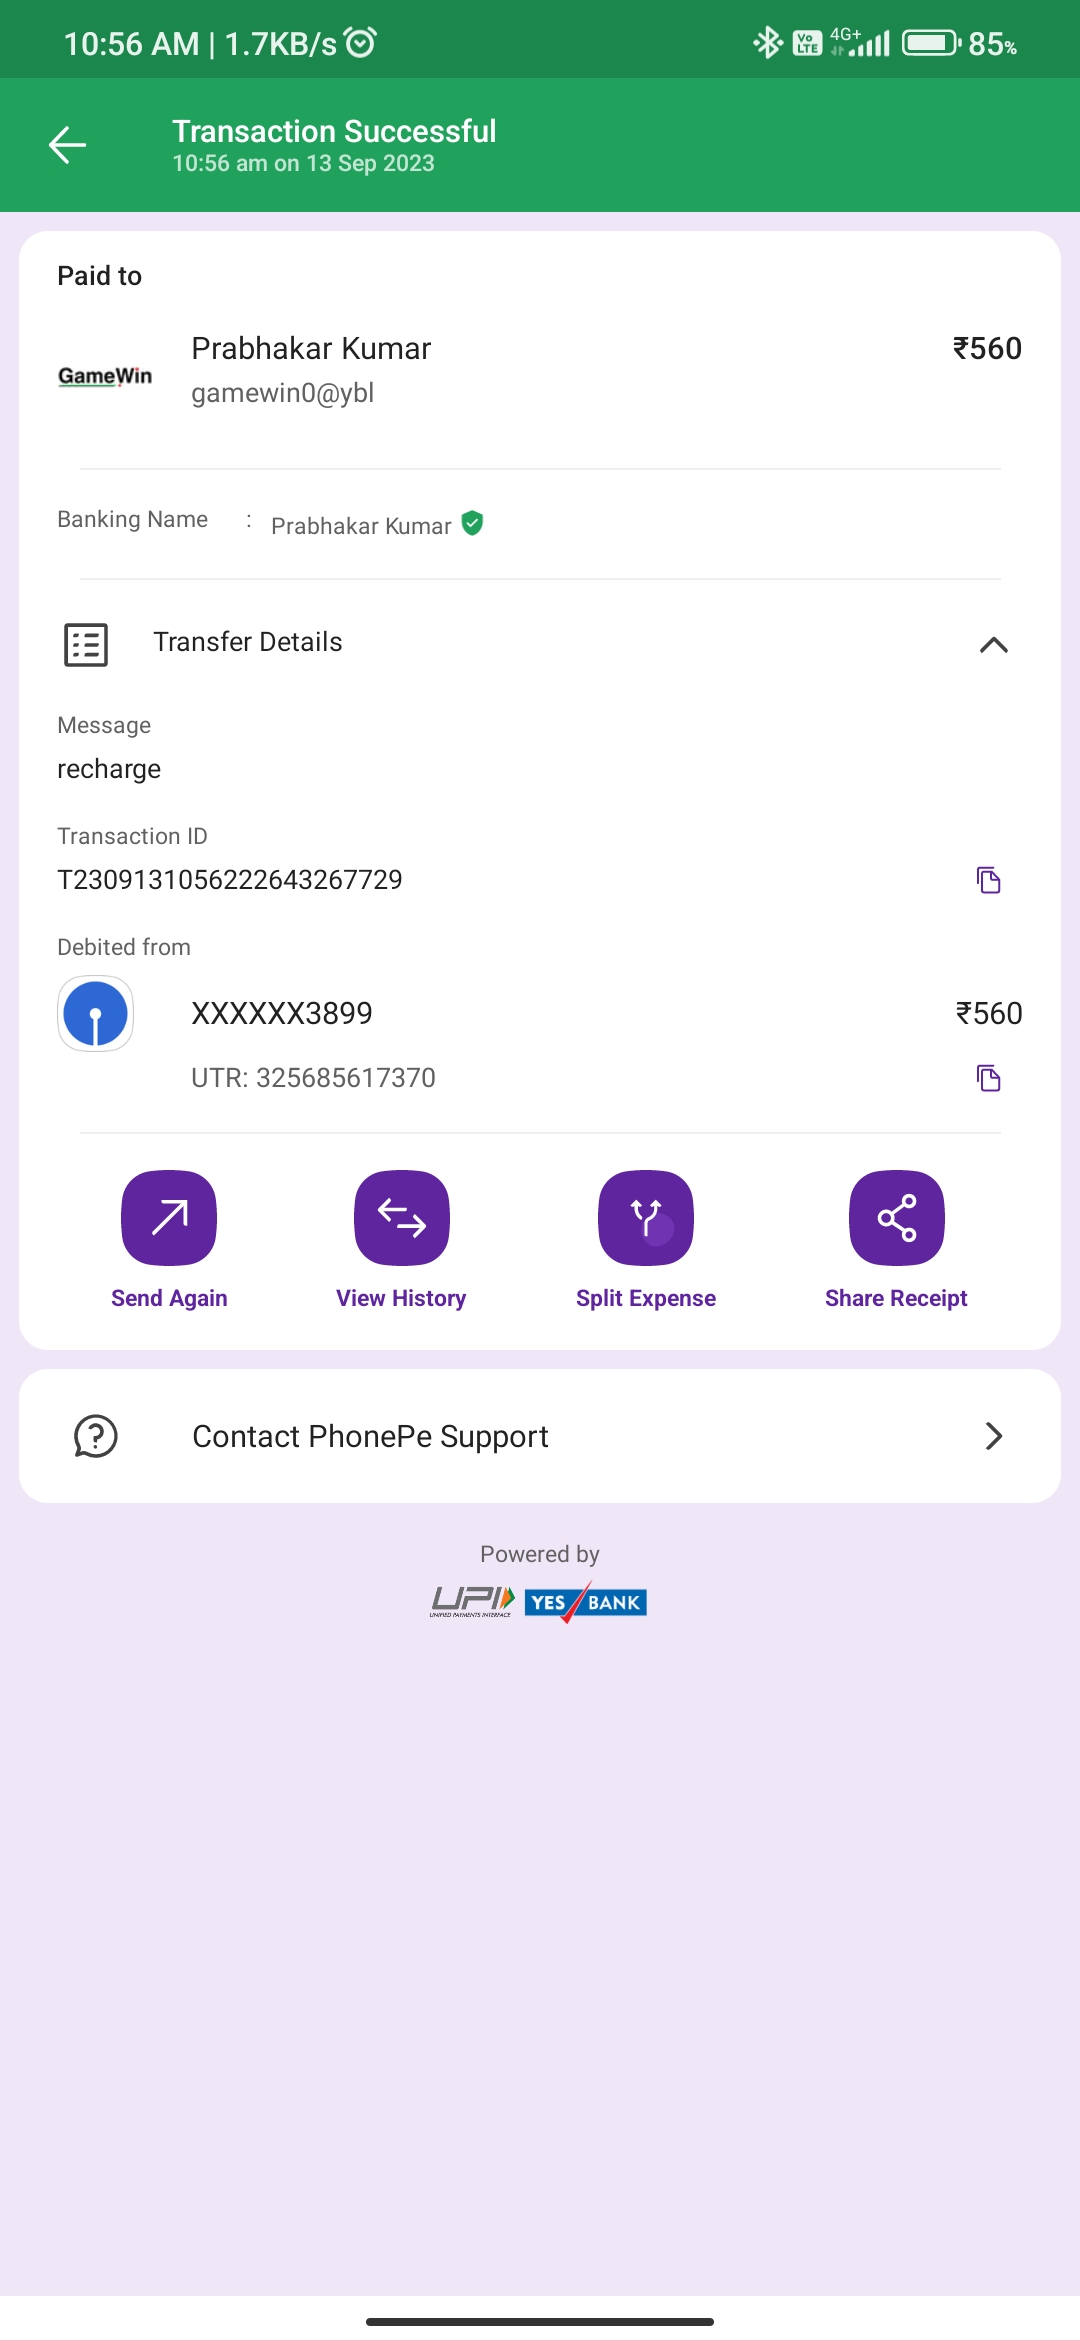 10:56 AM | 1.7KB/s
Vo LTE 4G+ 85%
Transaction Successful
10:56 am on 13 Sep 2023
Paid to
GameWin
Prabhakar Kumar ₹560
gamewin0@ybl
Banking Name : Prabhakar Kumar
Transfer Details
Message
recharge
Transaction ID
T2309131056222643267729
Debited from
XXXXXX3899 ₹560
UTR: 325685617370
Send Again View History Split Expense Share Receipt
Contact PhonePe Support
Powered by
UPI YES BANK
UNIFIED PAYMENTS INTERFACE